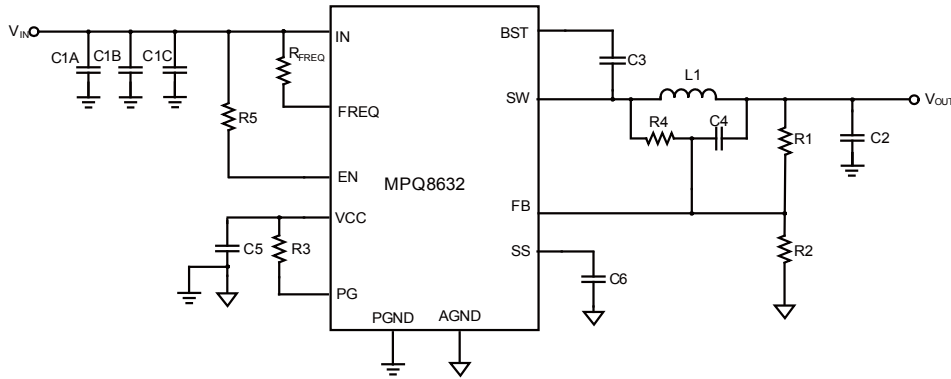 VIN
C1A C1B C1C
RFREQ
R5
IN
FREQ
EN
VCC
PG
C5
R3
MPQ8632
PGND
AGND
BST
SW
FB
SS
C3
L1
R4
C4
R1
R2
C2
C6
VOUT